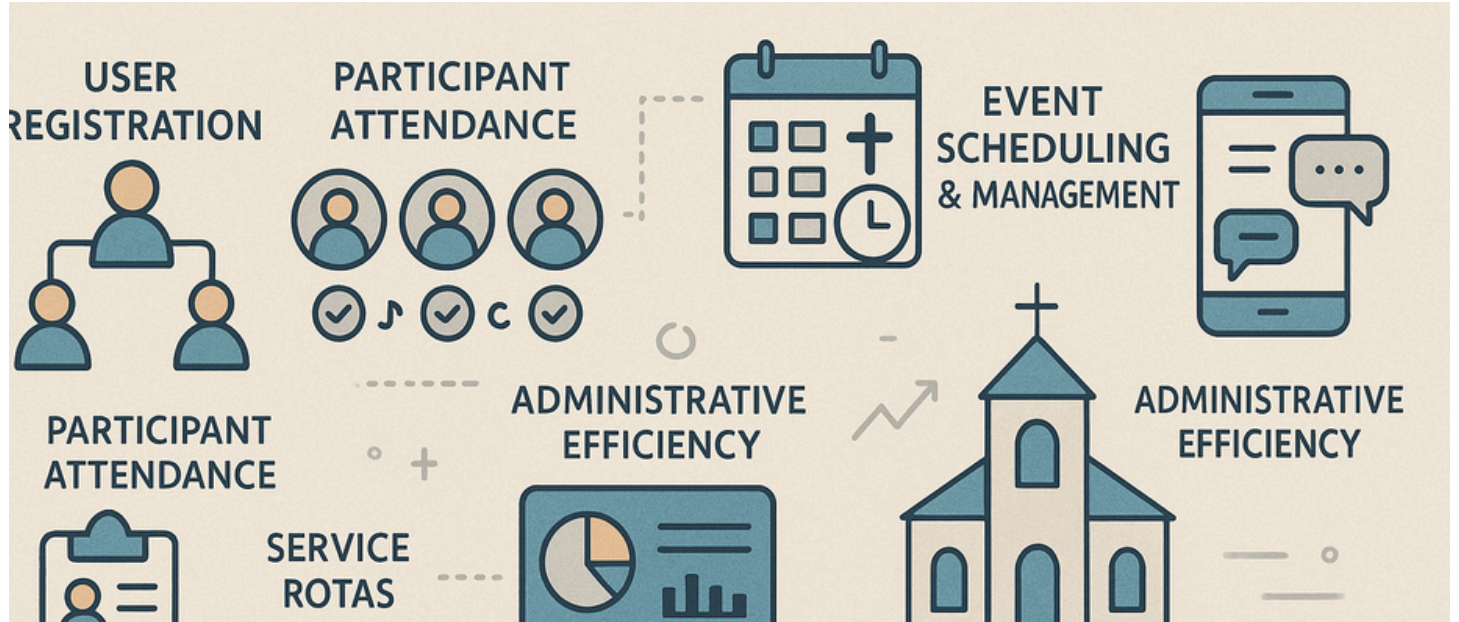 USER
REGISTRATION
PARTICIPANT
ATTENDANCE
EVENT
SCHEDULING
& MANAGEMENT
ADMINISTRATIVE
EFFICIENCY
ADMINISTRATIVE
EFFICIENCY
PARTICIPANT
ATTENDANCE
SERVICE
ROTAS